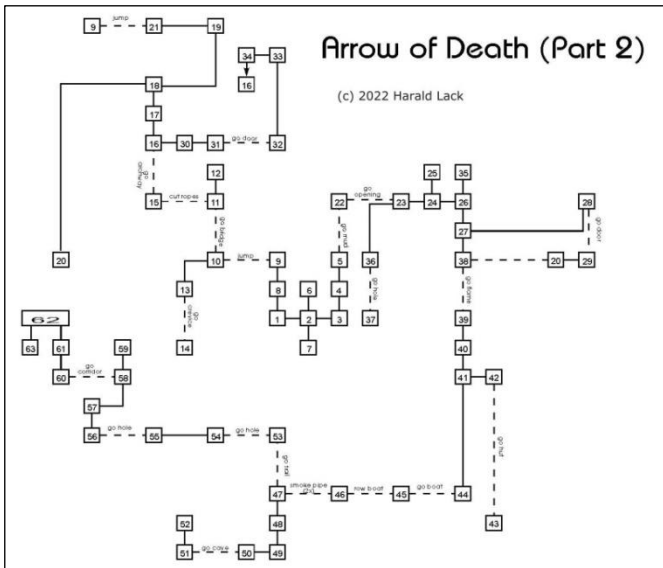 Arrow of Death (Part 2)
(c) 2022 Harald Lack
9 jump 21 19
34 33
18 16
17
16 30 31 go door 32
go archway
12 25 35
15 cut ropes 11 22 go opening 23 24 26 28
go bridge go mud 27 go door
20 10 jump 9 5 36 38 20 29
13 8 6 4 go hole go flame
go crevice 1 2 3 37 39
62 14 7
63 61 59 40
60 go corridor 58 41 42
57 go hut
56 go hole 55 54 go hole 53
go trail
47 smoke pipe (3x) 46 row boat 45 go boat 44
52 48 43
51 go cave 50 49